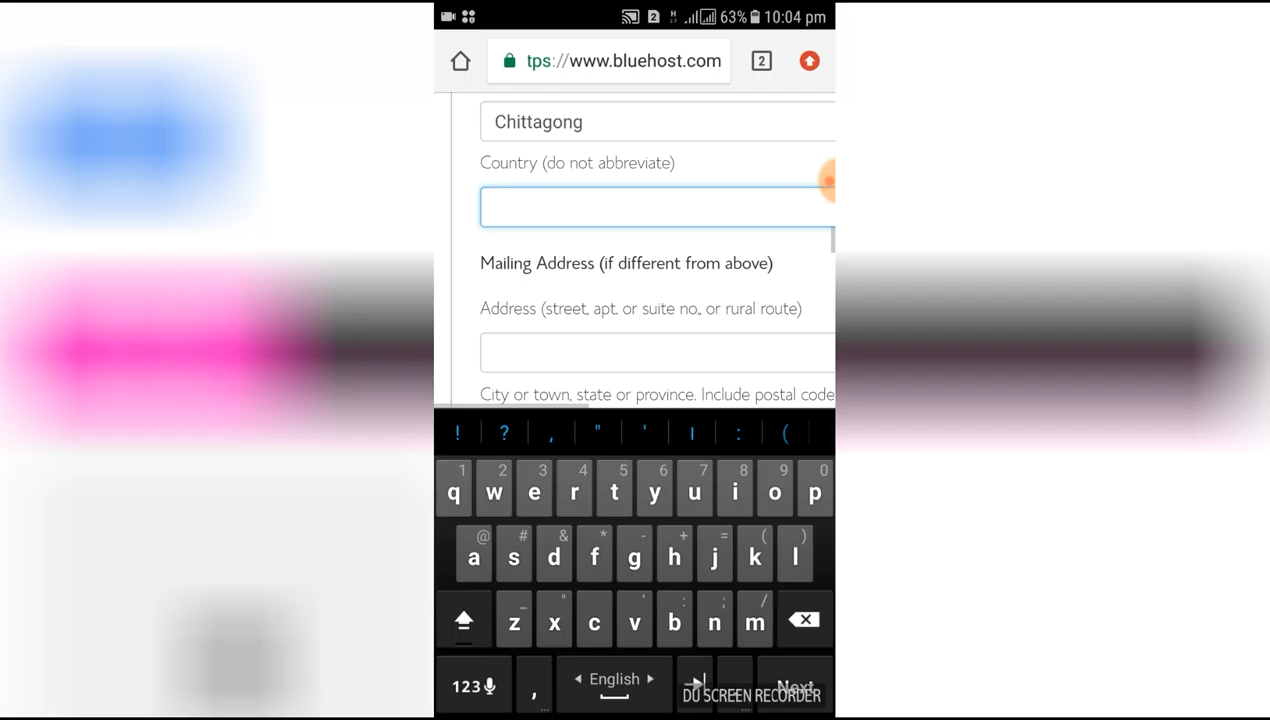 2 H 63% 10:04 pm
tps://www.bluehost.com 2
Chittagong
Country (do not abbreviate)
Mailing Address (if different from above)
Address (street, apt. or suite no., or rural route)
City or town, state or province. Include postal code
! ? , " ' । : (
1 2 3 4 5 6 7 8 9 0
q w e r t y u i o p
@ # & * - + = ( )
a s d f g h j k l
_ " ' : ; /
z x c v b n m
123 , English Next
DU SCREEN RECORDER